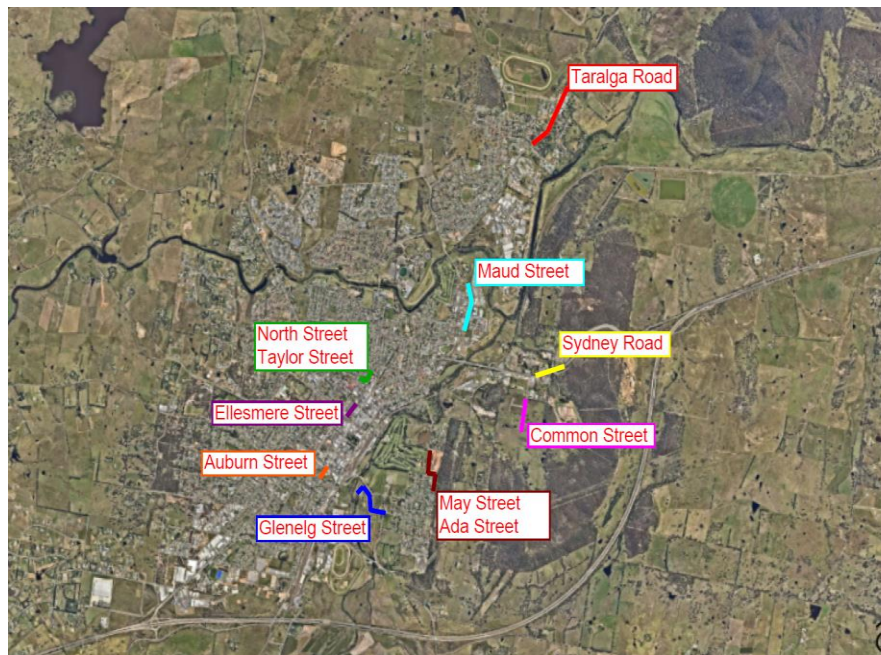 Taralga Road
Maud Street
North Street
Taylor Street
Sydney Road
Ellesmere Street
Common Street
Auburn Street
May Street
Ada Street
Glenelg Street